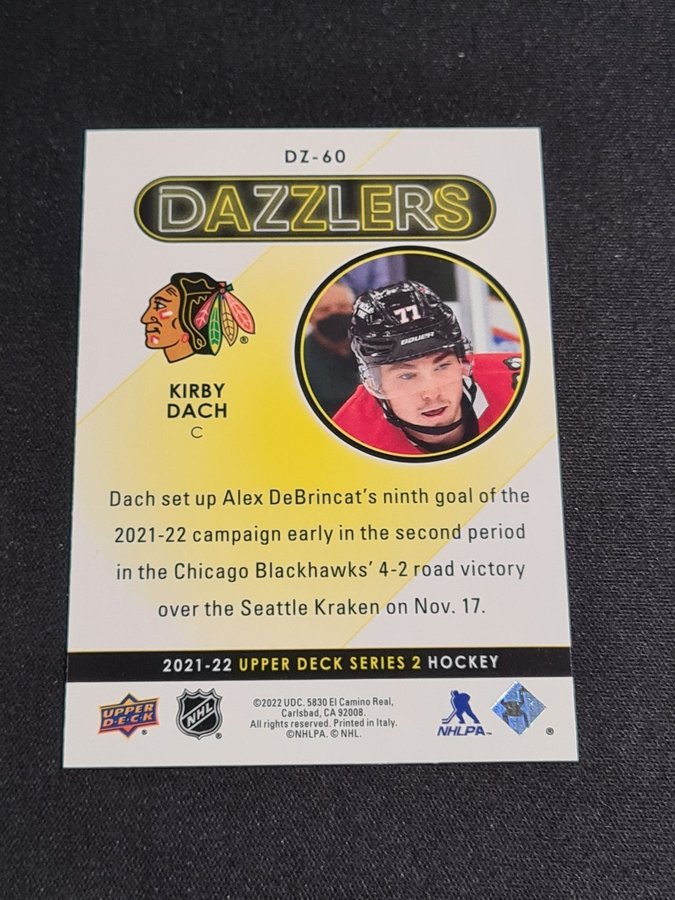 DZ-60
DAZZLERS
77
BAUER
KIRBY
DACH
C
Dach set up Alex DeBrincat's ninth goal of the
2021-22 campaign early in the second period
in the Chicago Blackhawks' 4-2 road victory
over the Seattle Kraken on Nov. 17.
2021-22 UPPER DECK SERIES 2 HOCKEY
UPPER
DECK
NHL
©2022 UDC. 5830 El Camino Real,
Carlsbad, CA 92008.
All rights reserved. Printed in Italy.
©NHLPA. © NHL.
NHLPA™
®